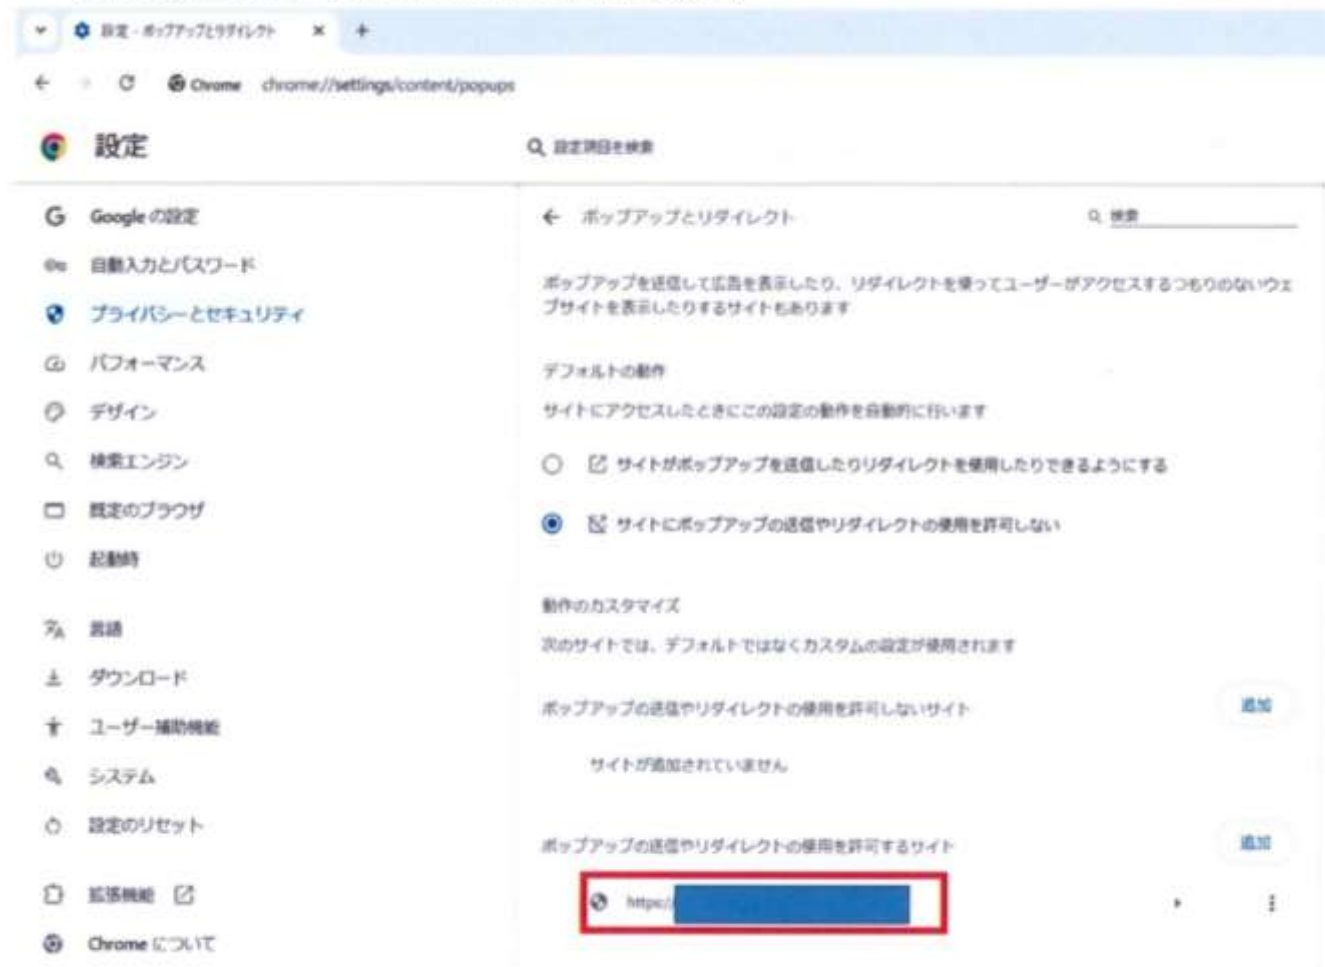 設定 - ポップアップとリダイレクト
Chrome chrome://settings/content/popups
設定
設定項目を検索
Google の設定
自動入力とパスワード
プライバシーとセキュリティ
パフォーマンス
デザイン
検索エンジン
既定のブラウザ
起動時
言語
ダウンロード
ユーザー補助機能
システム
設定のリセット
拡張機能
Chrome について
ポップアップとリダイレクト
検索
ポップアップを送信して広告を表示したり、リダイレクトを使ってユーザーがアクセスするつもりのないウェ
ブサイトを表示したりするサイトもあります
デフォルトの動作
サイトにアクセスしたときにこの設定の動作を自動的に行います
サイトがポップアップを送信したりリダイレクトを使用したりできるようにする
サイトにポップアップの送信やリダイレクトの使用を許可しない
動作のカスタマイズ
次のサイトでは、デフォルトではなくカスタムの設定が使用されます
ポップアップの送信やリダイレクトの使用を許可しないサイト
追加
サイトが追加されていません
ポップアップの送信やリダイレクトの使用を許可するサイト
追加
https://